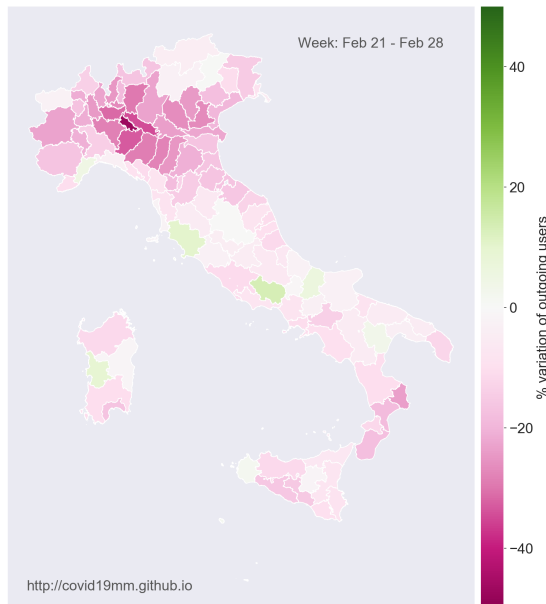 Week: Feb 21 - Feb 28
40
20
0
−20
−40
% variation of outgoing users
http://covid19mm.github.io